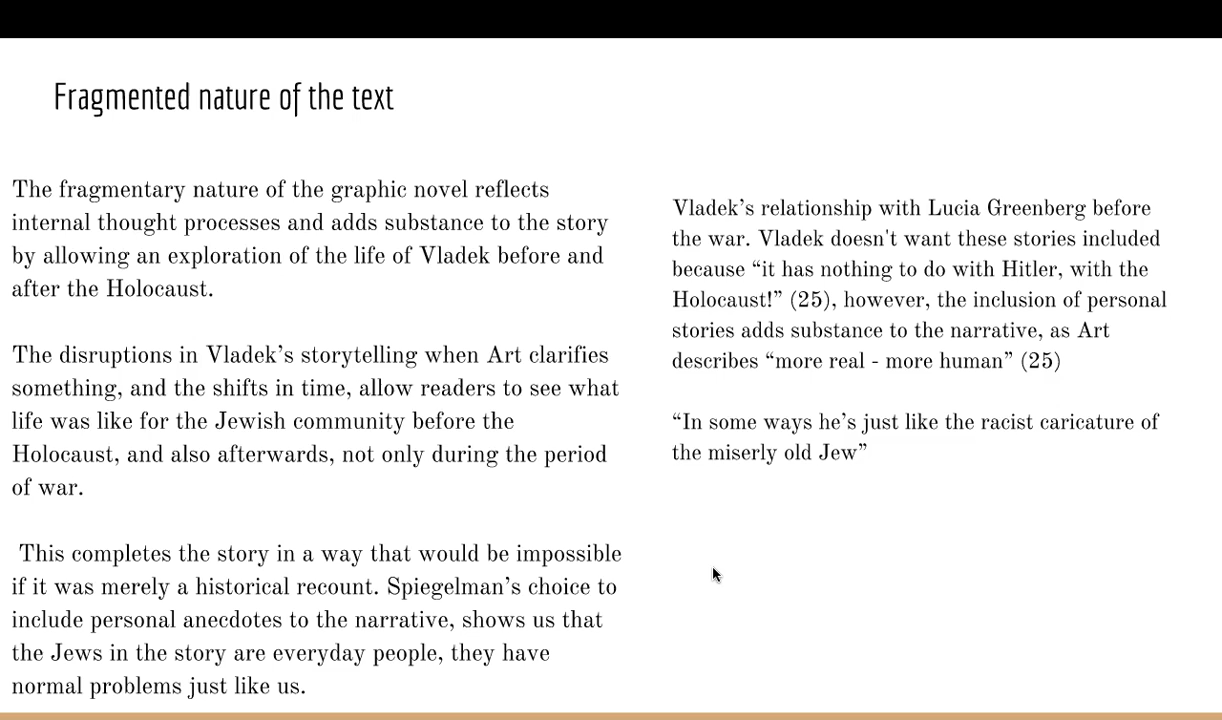 Fragmented nature of the text
The fragmentary nature of the graphic novel reflects
internal thought processes and adds substance to the story
by allowing an exploration of the life of Vladek before and
after the Holocaust.
The disruptions in Vladek’s storytelling when Art clarifies
something, and the shifts in time, allow readers to see what
life was like for the Jewish community before the
Holocaust, and also afterwards, not only during the period
of war.
This completes the story in a way that would be impossible
if it was merely a historical recount. Spiegelman’s choice to
include personal anecdotes to the narrative, shows us that
the Jews in the story are everyday people, they have
normal problems just like us.
Vladek’s relationship with Lucia Greenberg before
the war. Vladek doesn't want these stories included
because “it has nothing to do with Hitler, with the
Holocaust!” (25), however, the inclusion of personal
stories adds substance to the narrative, as Art
describes “more real - more human” (25)
“In some ways he’s just like the racist caricature of
the miserly old Jew”